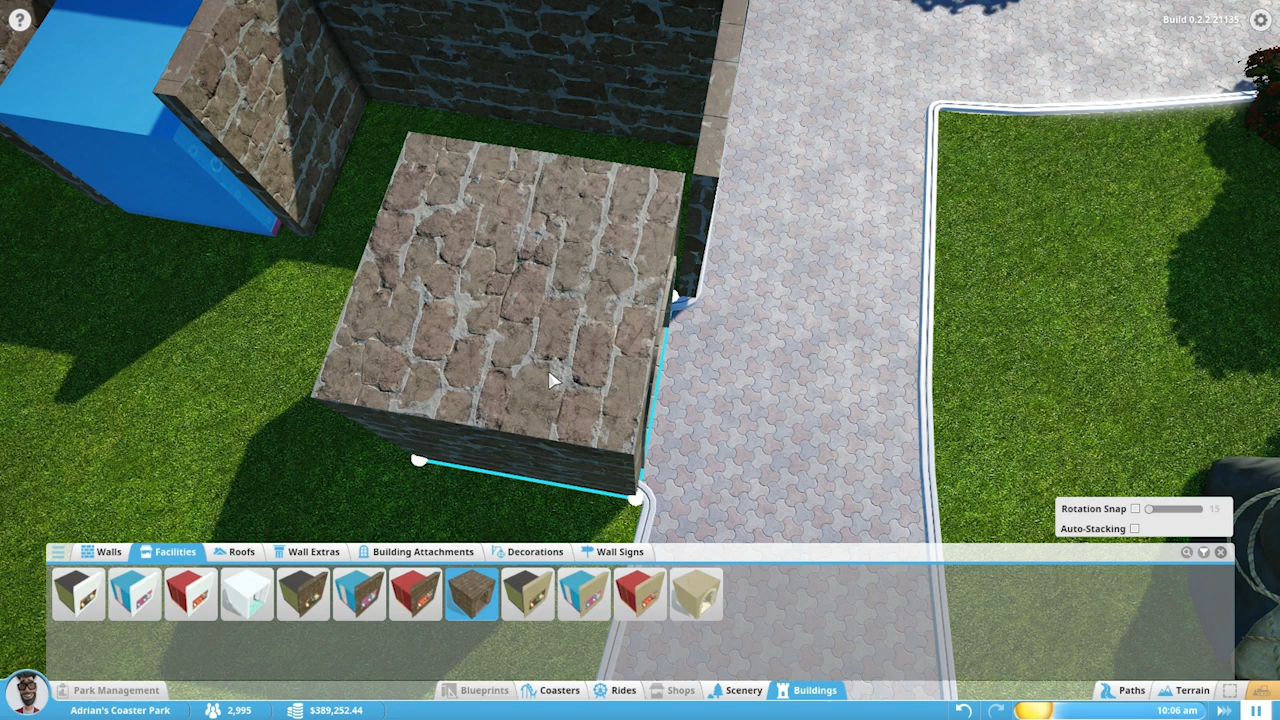 ?
Build 0.2.2.21135
Rotation Snap 15
Auto-Stacking
Walls Facilities Roofs Wall Extras Building Attachments Decorations Wall Signs
Park Management Blueprints Coasters Rides Shops Scenery Buildings Paths Terrain
Adrian's Coaster Park 2,995 $389,252.44 10:06 am